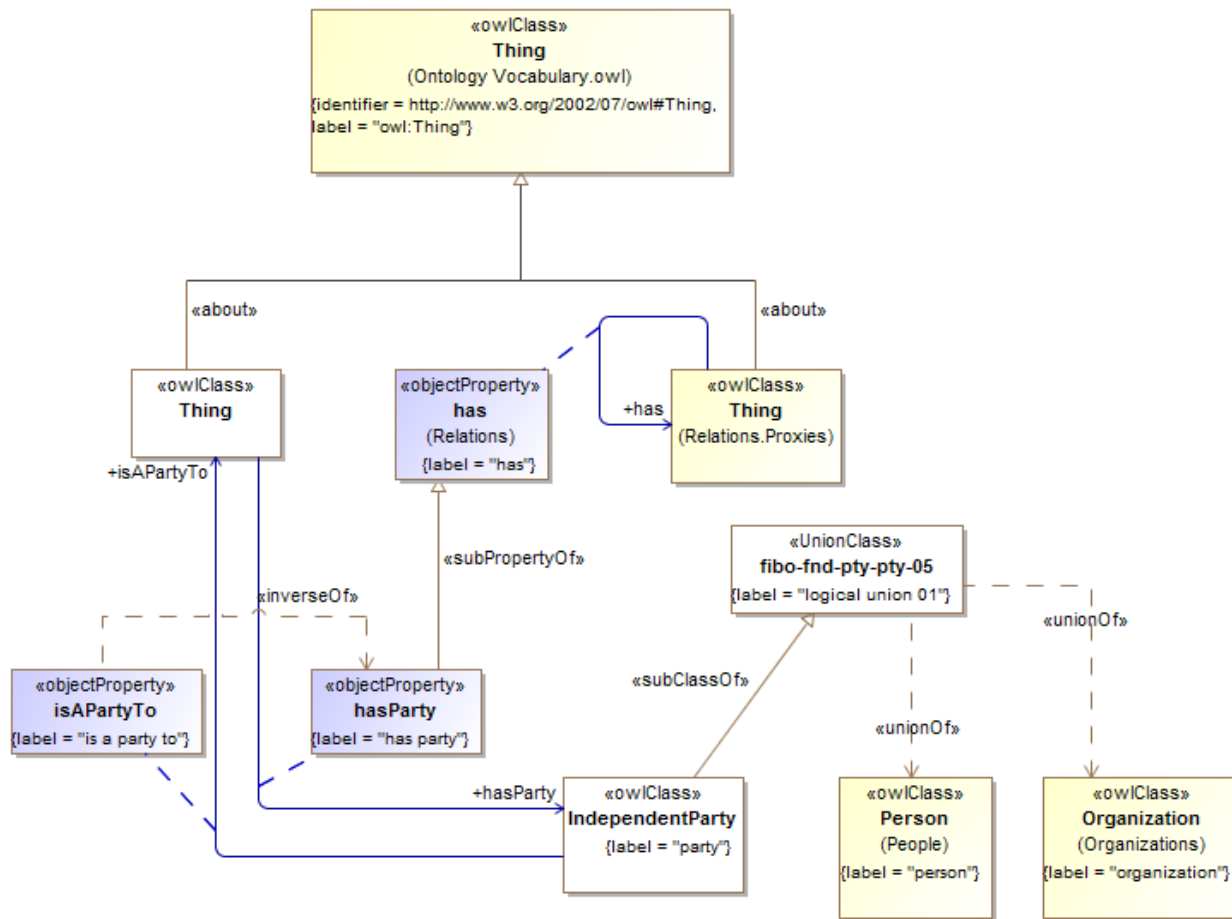 «owlClass»
Thing
(Ontology Vocabulary.owl)
{identifier = http://www.w3.org/2002/07/owl#Thing,
label = "owl:Thing"}
«about»
«about»
«owlClass»
Thing
«objectProperty»
has
(Relations)
{label = "has"}
+has
«owlClass»
Thing
(Relations.Proxies)
+isAPartyTo
«subPropertyOf»
«inverseOf»
«UnionClass»
fibo-fnd-pty-pty-05
{label = "logical union 01"}
«unionOf»
«subClassOf»
«unionOf»
«objectProperty»
isAPartyTo
{label = "is a party to"}
«objectProperty»
hasParty
{label = "has party"}
+hasParty
«owlClass»
IndependentParty
{label = "party"}
«owlClass»
Person
(People)
{label = "person"}
«owlClass»
Organization
(Organizations)
{label = "organization"}